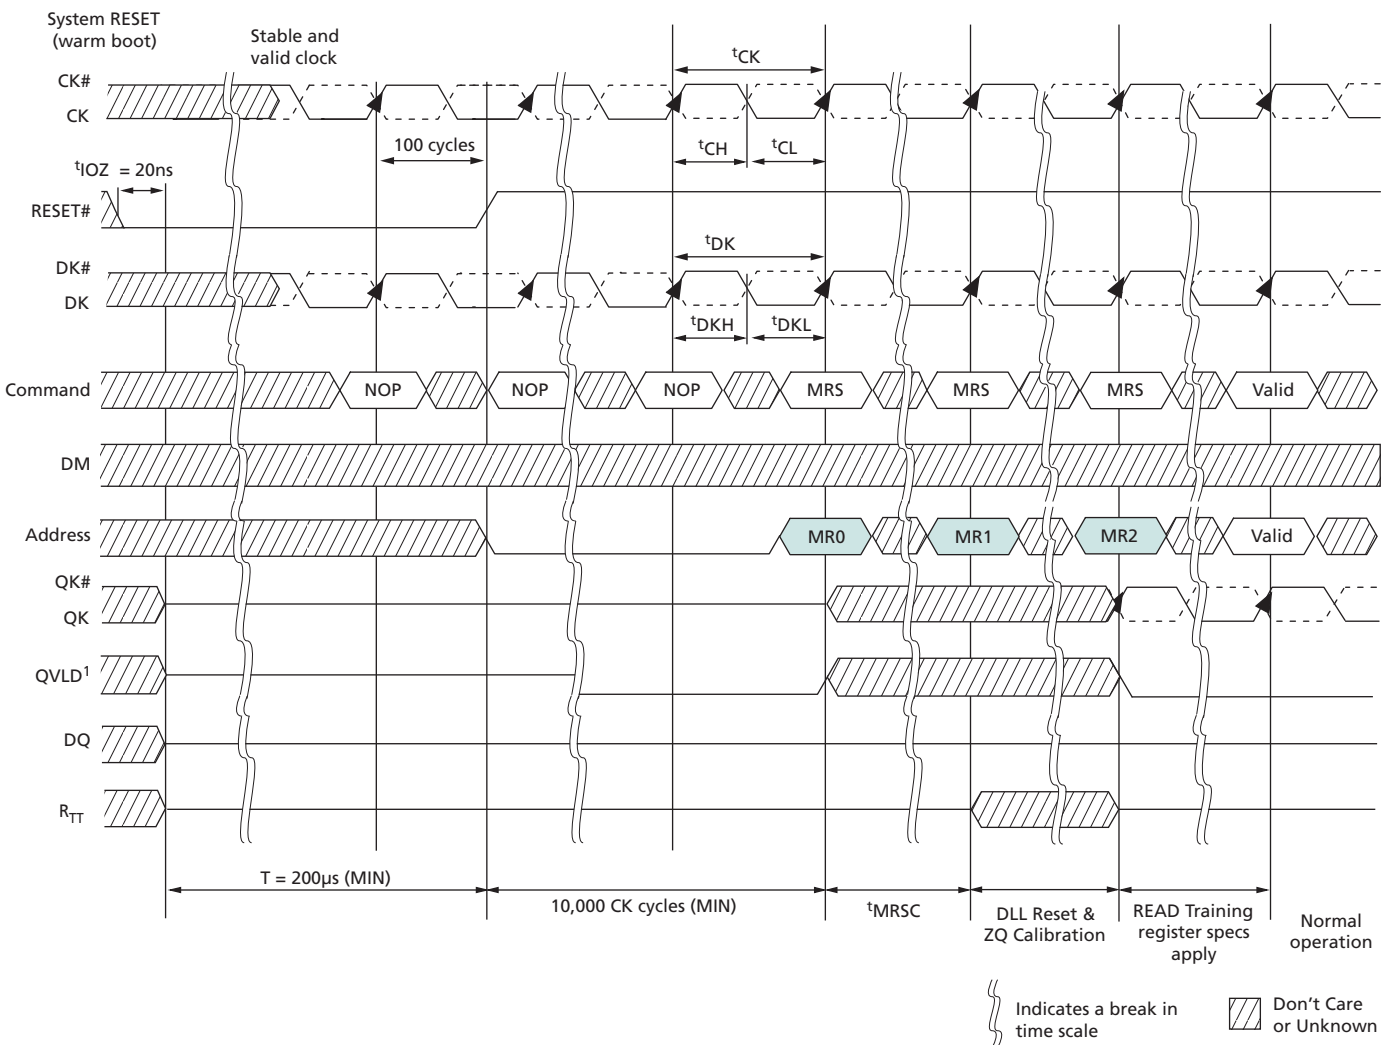 System RESET
(warm boot)
Stable and
valid clock
CK#
CK
tCK
100 cycles
tCH
tCL
tIOZ = 20ns
RESET#
tDK
DK#
DK
tDKH
tDKL
Command
NOP
NOP
NOP
MRS
MRS
MRS
Valid
DM
Address
MR0
MR1
MR2
Valid
QK#
QK
QVLD1
DQ
RTT
T = 200µs (MIN)
10,000 CK cycles (MIN)
tMRSC
DLL Reset &
ZQ Calibration
READ Training
register specs
apply
Normal
operation
Indicates a break in
time scale
Don't Care
or Unknown